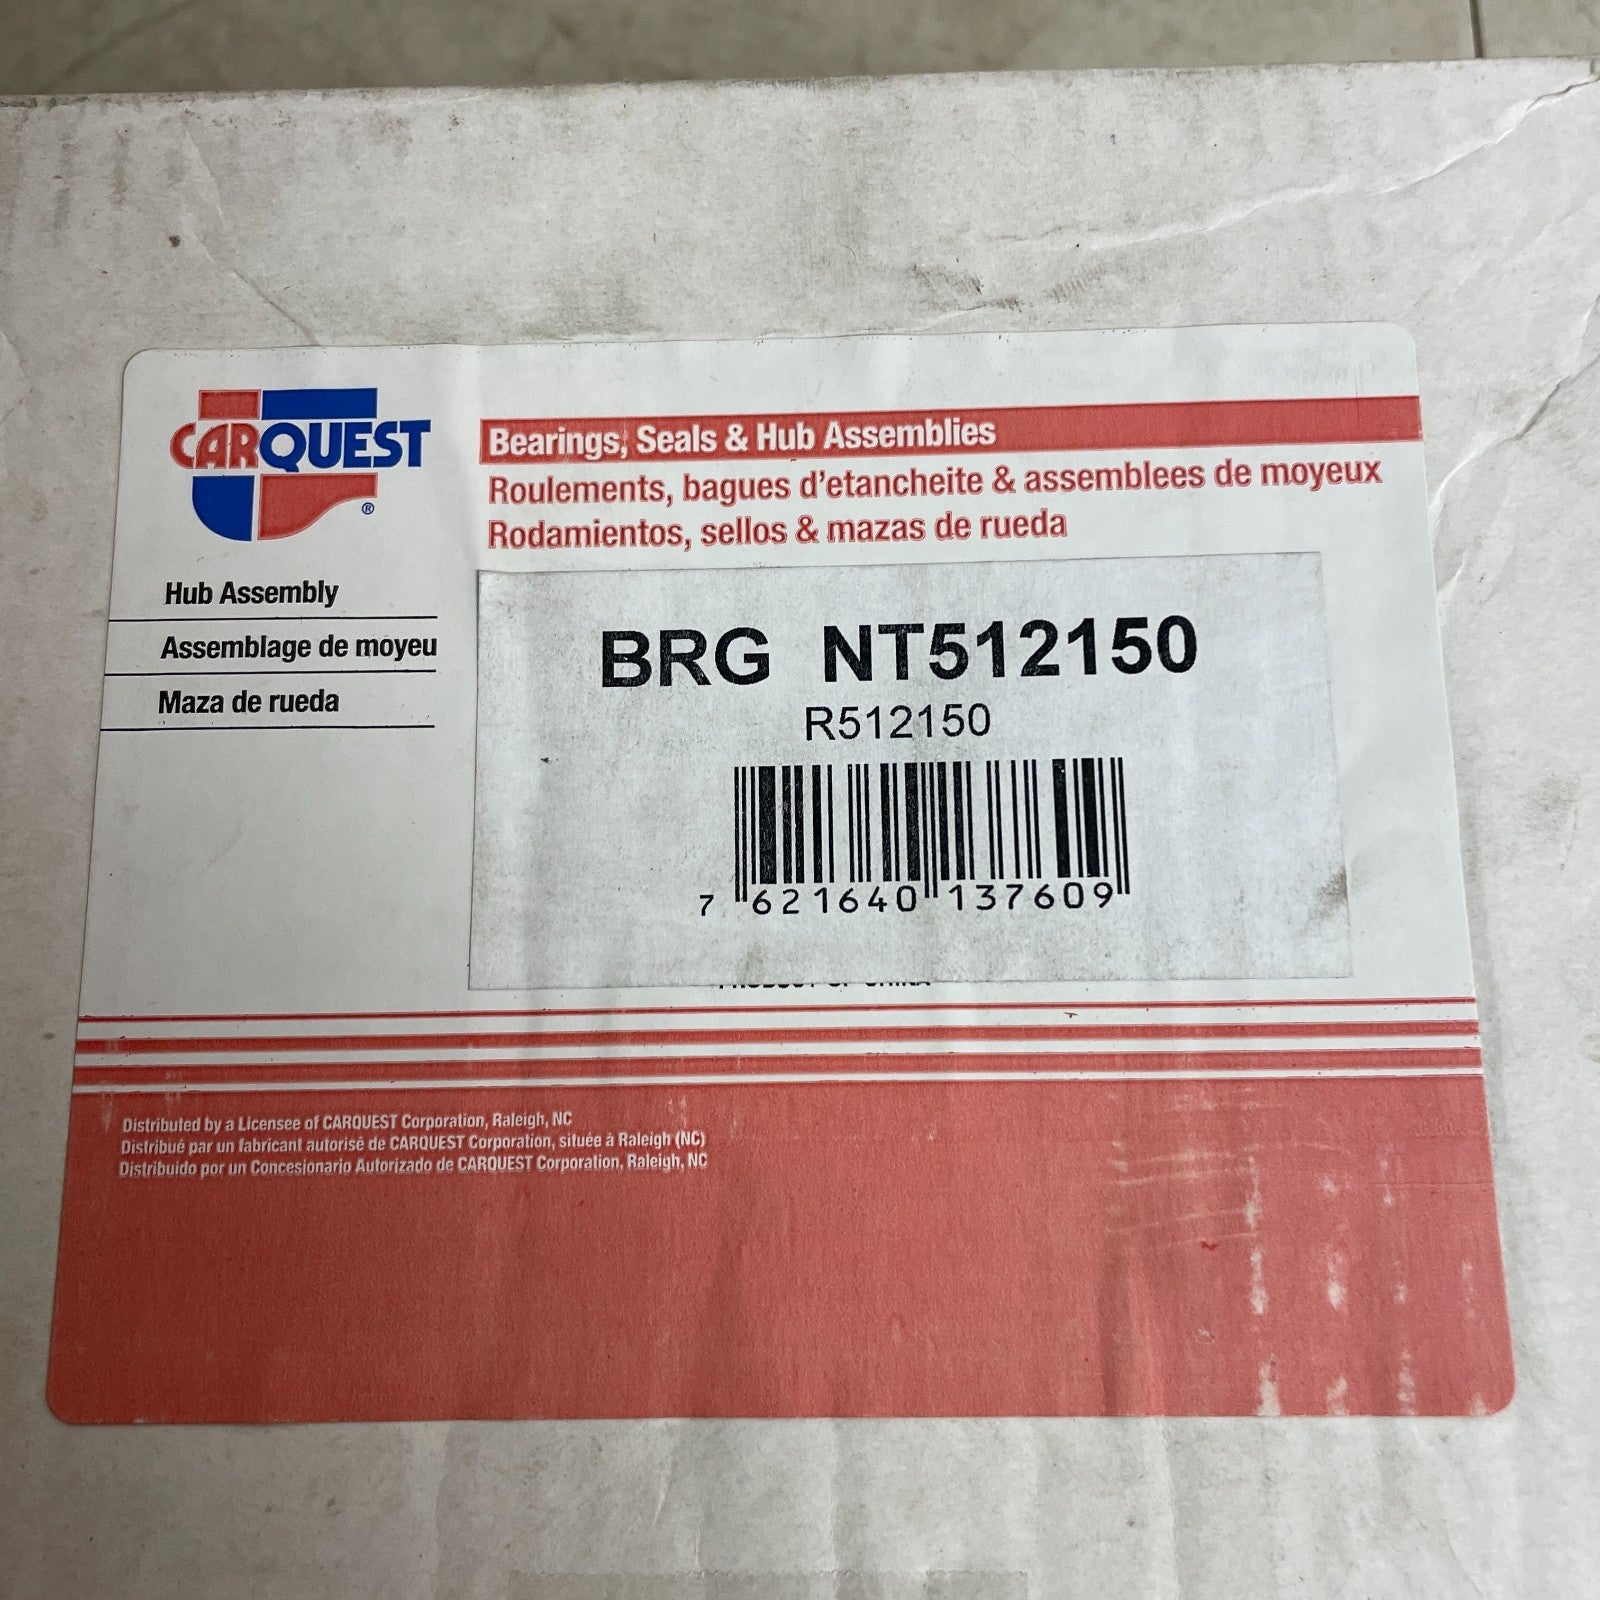 CARQUEST
®
Bearings, Seals & Hub Assemblies
Roulements, bagues d'etancheite & assemblees de moyeux
Rodamientos, sellos & mazas de rueda
Hub Assembly
Assemblage de moyeu
Maza de rueda
BRG NT512150
R512150
7 621640 137609
Distributed by a Licensee of CARQUEST Corporation, Raleigh, NC
Distribué par un fabricant autorisé de CARQUEST Corporation, située à Raleigh (NC)
Distribuido por un Concesionario Autorizado de CARQUEST Corporation, Raleigh, NC